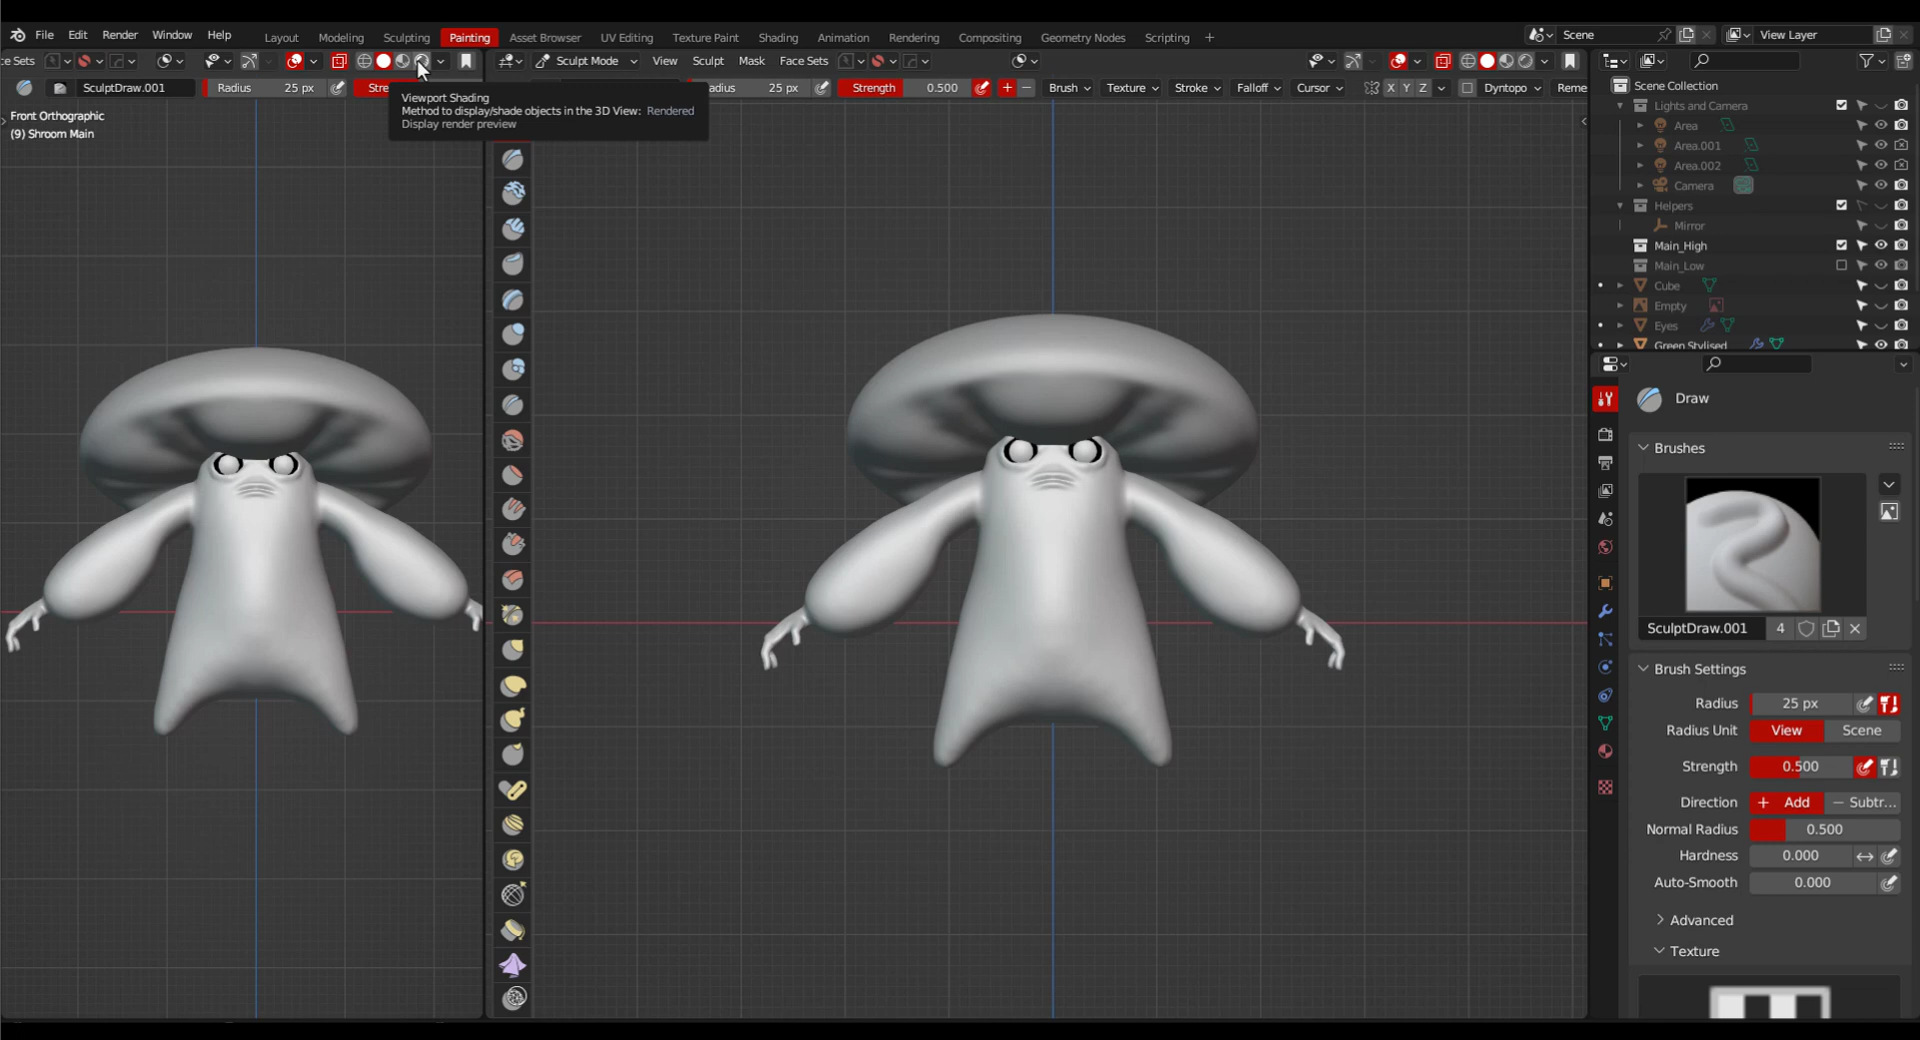 File Edit Render Window Help Layout Modeling Sculpting Painting Asset Browser UV Editing Texture Paint Shading Animation Rendering Compositing Geometry Nodes Scripting + Scene View Layer
ce Sets Sculpt Mode View Sculpt Mask Face Sets
SculptDraw.001 Radius 25 px Stre adius 25 px Strength 0.500 + − Brush Texture Stroke Falloff Cursor X Y Z Dyntopo Reme
Viewport Shading
Method to display/shade objects in the 3D View: Rendered
Display render preview
Front Orthographic
(9) Shroom Main
Scene Collection
Lights and Camera
Area
Area.001
Area.002
Camera
Helpers
Mirror
Main_High
Main_Low
Cube
Empty
Eyes
Green Stylised
Draw
Brushes
SculptDraw.001 4
Brush Settings
Radius 25 px
Radius Unit View Scene
Strength 0.500
Direction + Add − Subtr...
Normal Radius 0.500
Hardness 0.000
Auto-Smooth 0.000
Advanced
Texture